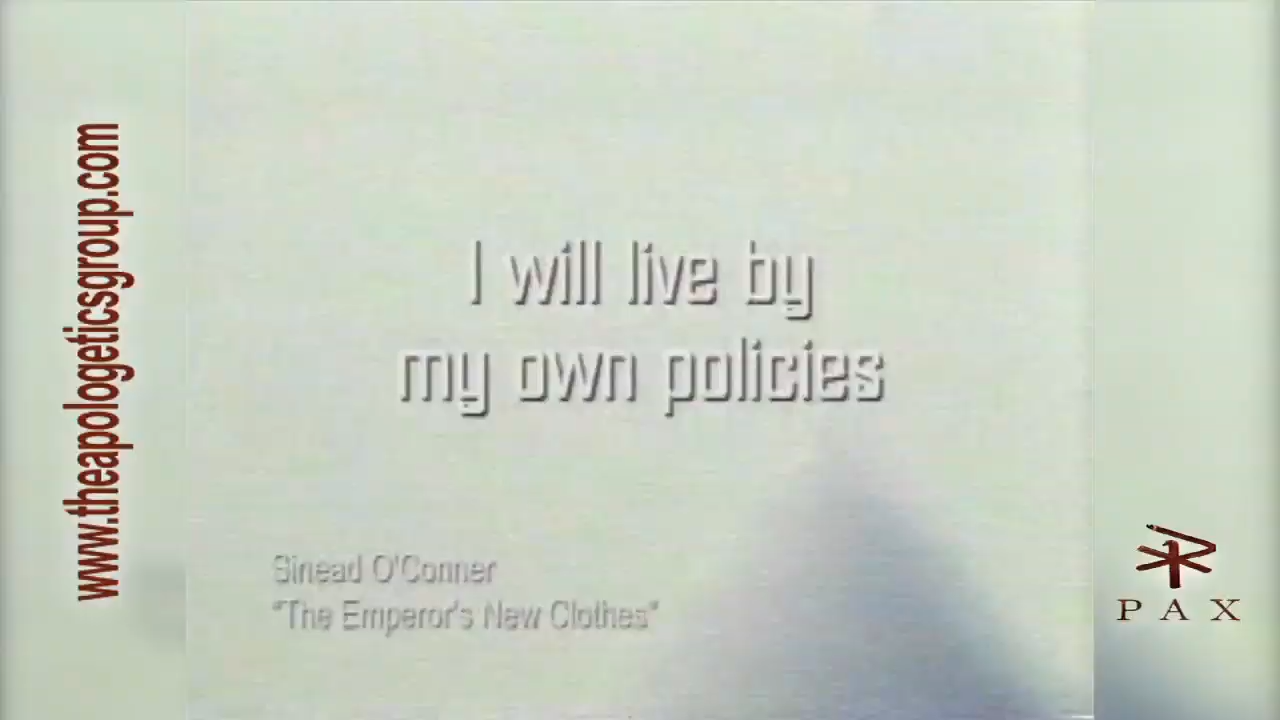 www.theapologeticsgroup.com
I will live by
my own policies
Sinead O'Conner
"The Emperor's New Clothes"
PAX